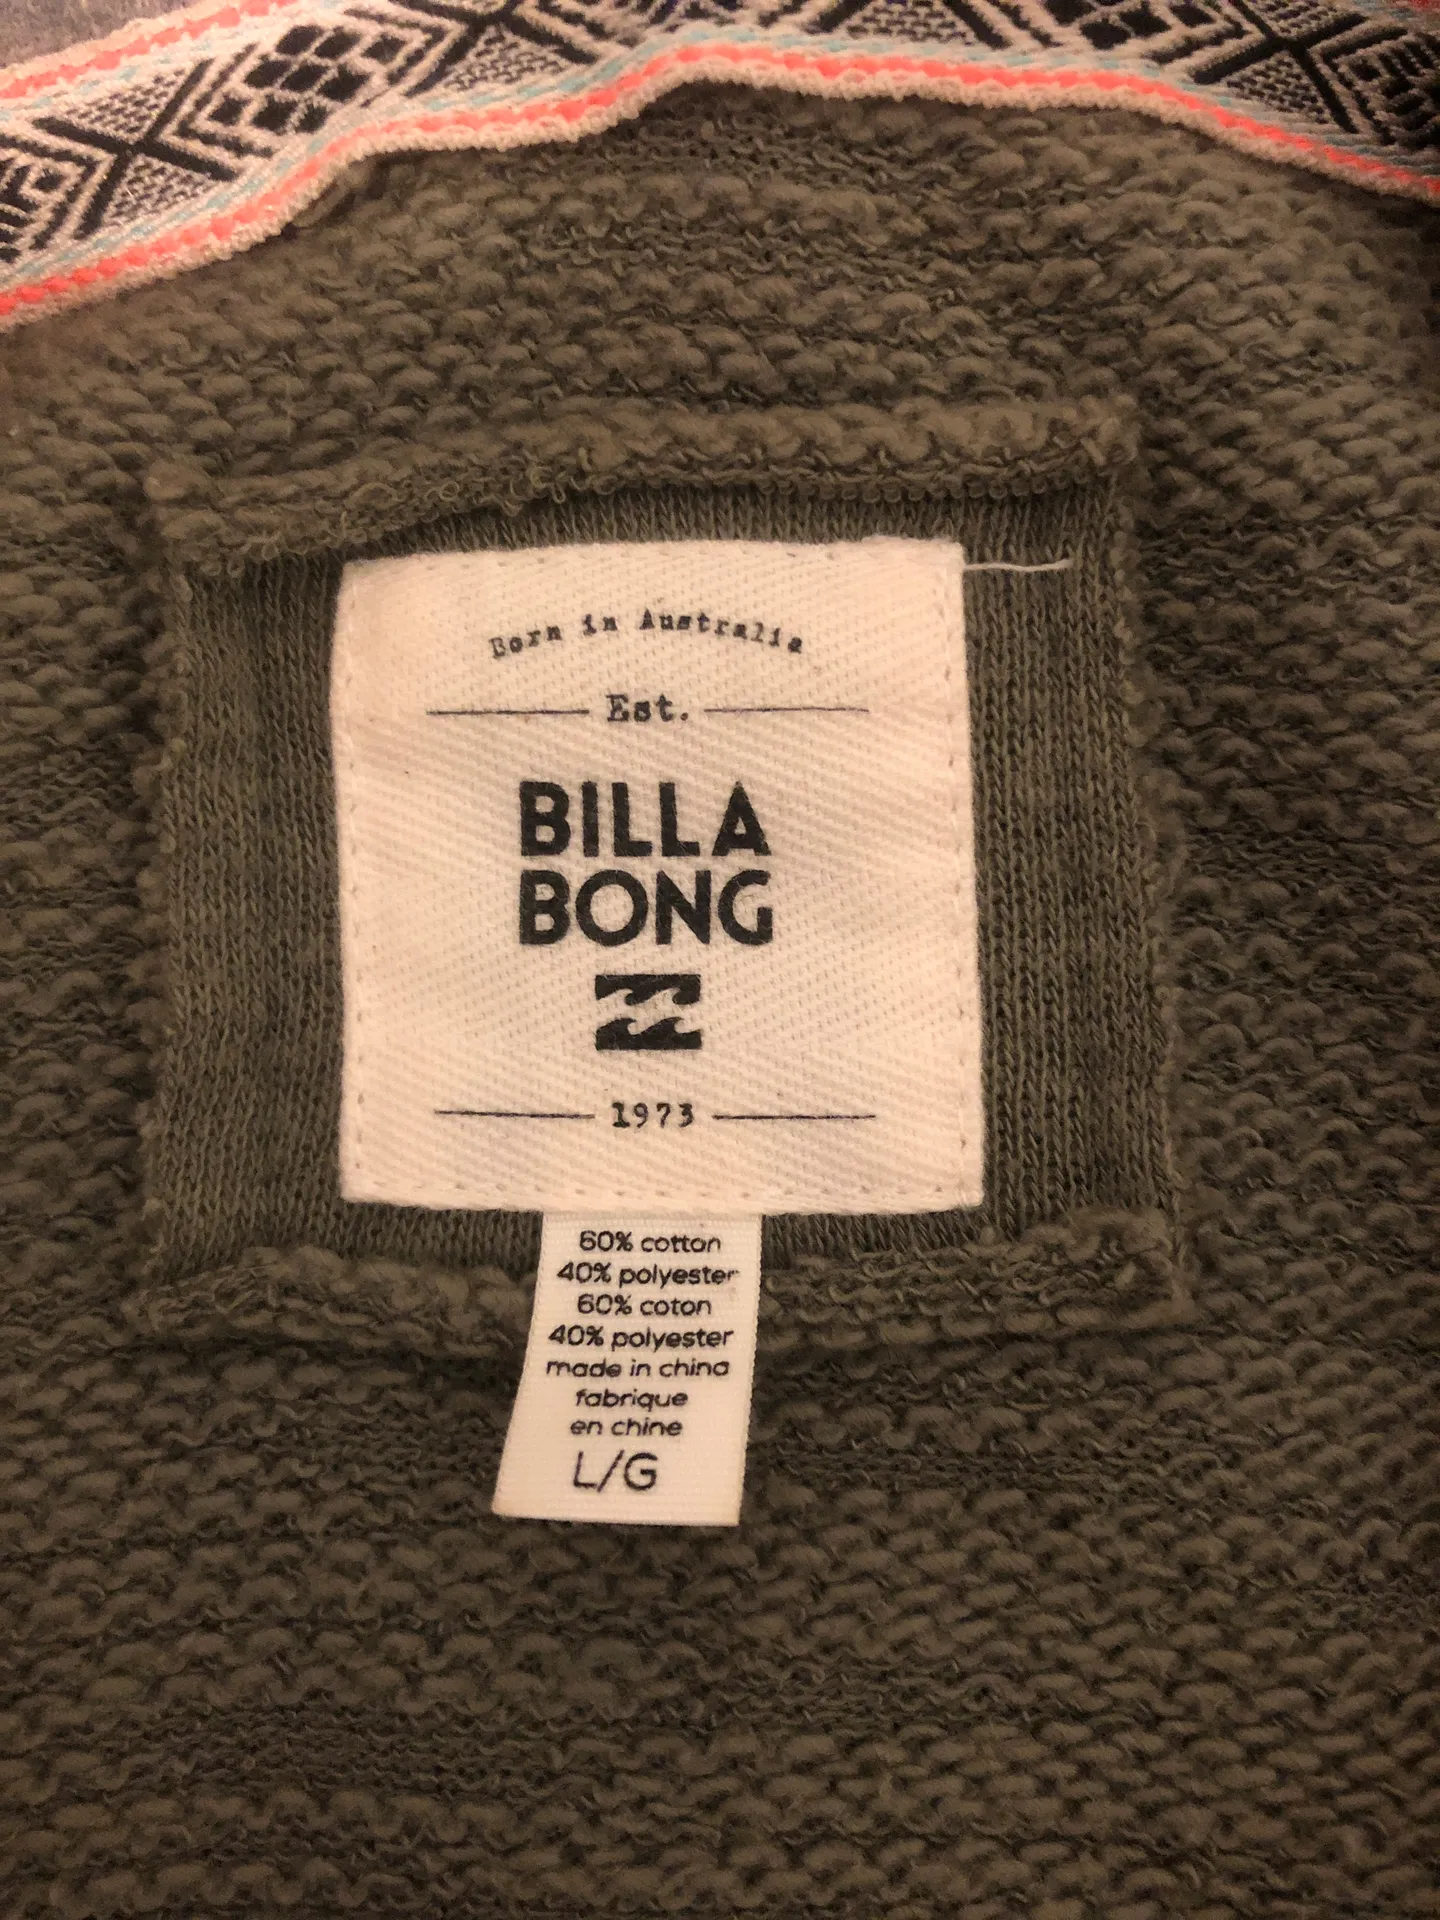 Born in Australia
Est.
BILLA
BONG
1973
60% cotton
40% polyester
60% coton
40% polyester
made in china
fabrique
en chine
L/G